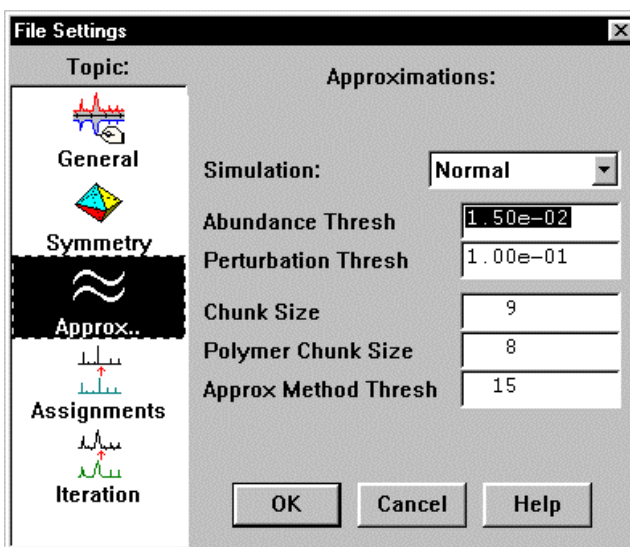 File Settings
Topic:
General
Symmetry
Approx..
Assignments
Iteration
Approximations:
Simulation: Normal
Abundance Thresh 1.50e-02
Perturbation Thresh 1.00e-01
Chunk Size 9
Polymer Chunk Size 8
Approx Method Thresh 15
OK Cancel Help